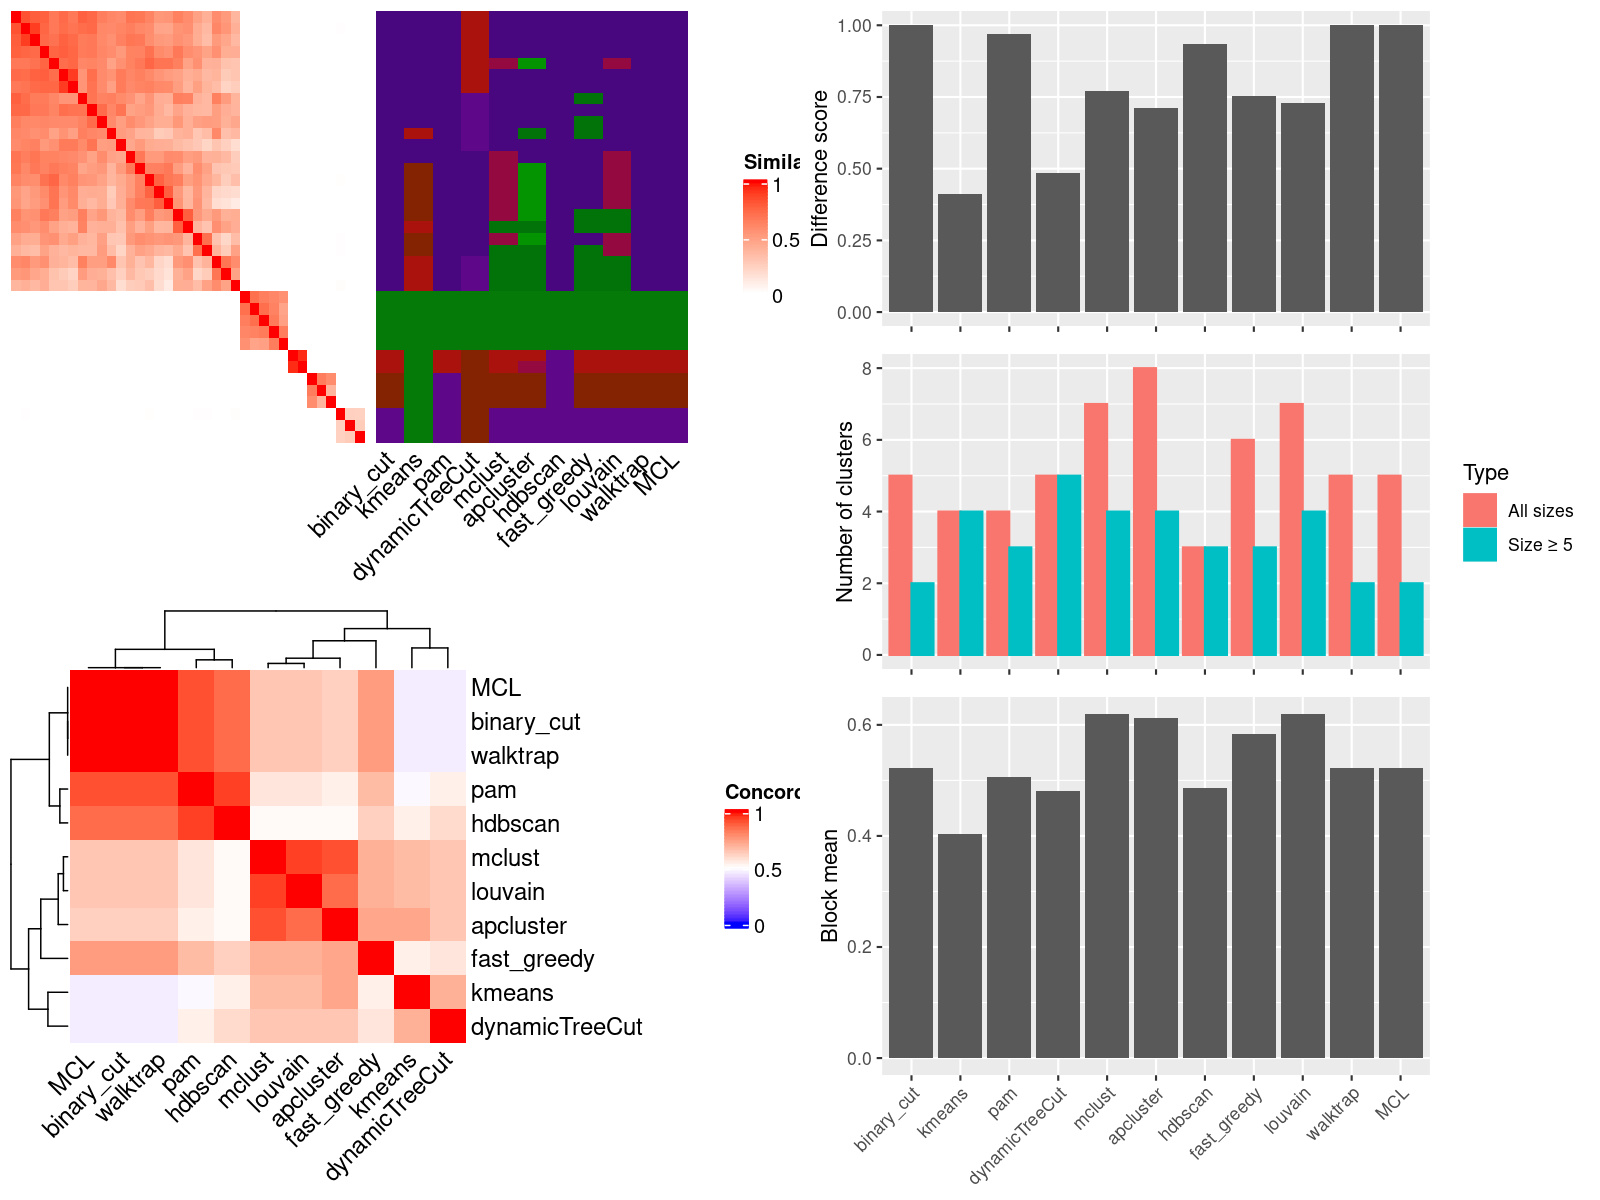 Simila
1
0.5
0
binary_cut
kmeans
pam
dynamicTreeCut
mclust
apcluster
hdbscan
fast_greedy
louvain
walktrap
MCL
MCL
binary_cut
walktrap
pam
hdbscan
mclust
louvain
apcluster
fast_greedy
kmeans
dynamicTreeCut
MCL
binary_cut
walktrap
pam
hdbscan
mclust
louvain
apcluster
fast_greedy
kmeans
dynamicTreeCut
Concord
1
0.5
0
Difference score
1.00
0.75
0.50
0.25
0.00
Number of clusters
8
6
4
2
0
Type
All sizes
Size ≥ 5
Block mean
0.6
0.4
0.2
0.0
binary_cut
kmeans
pam
dynamicTreeCut
mclust
apcluster
hdbscan
fast_greedy
louvain
walktrap
MCL